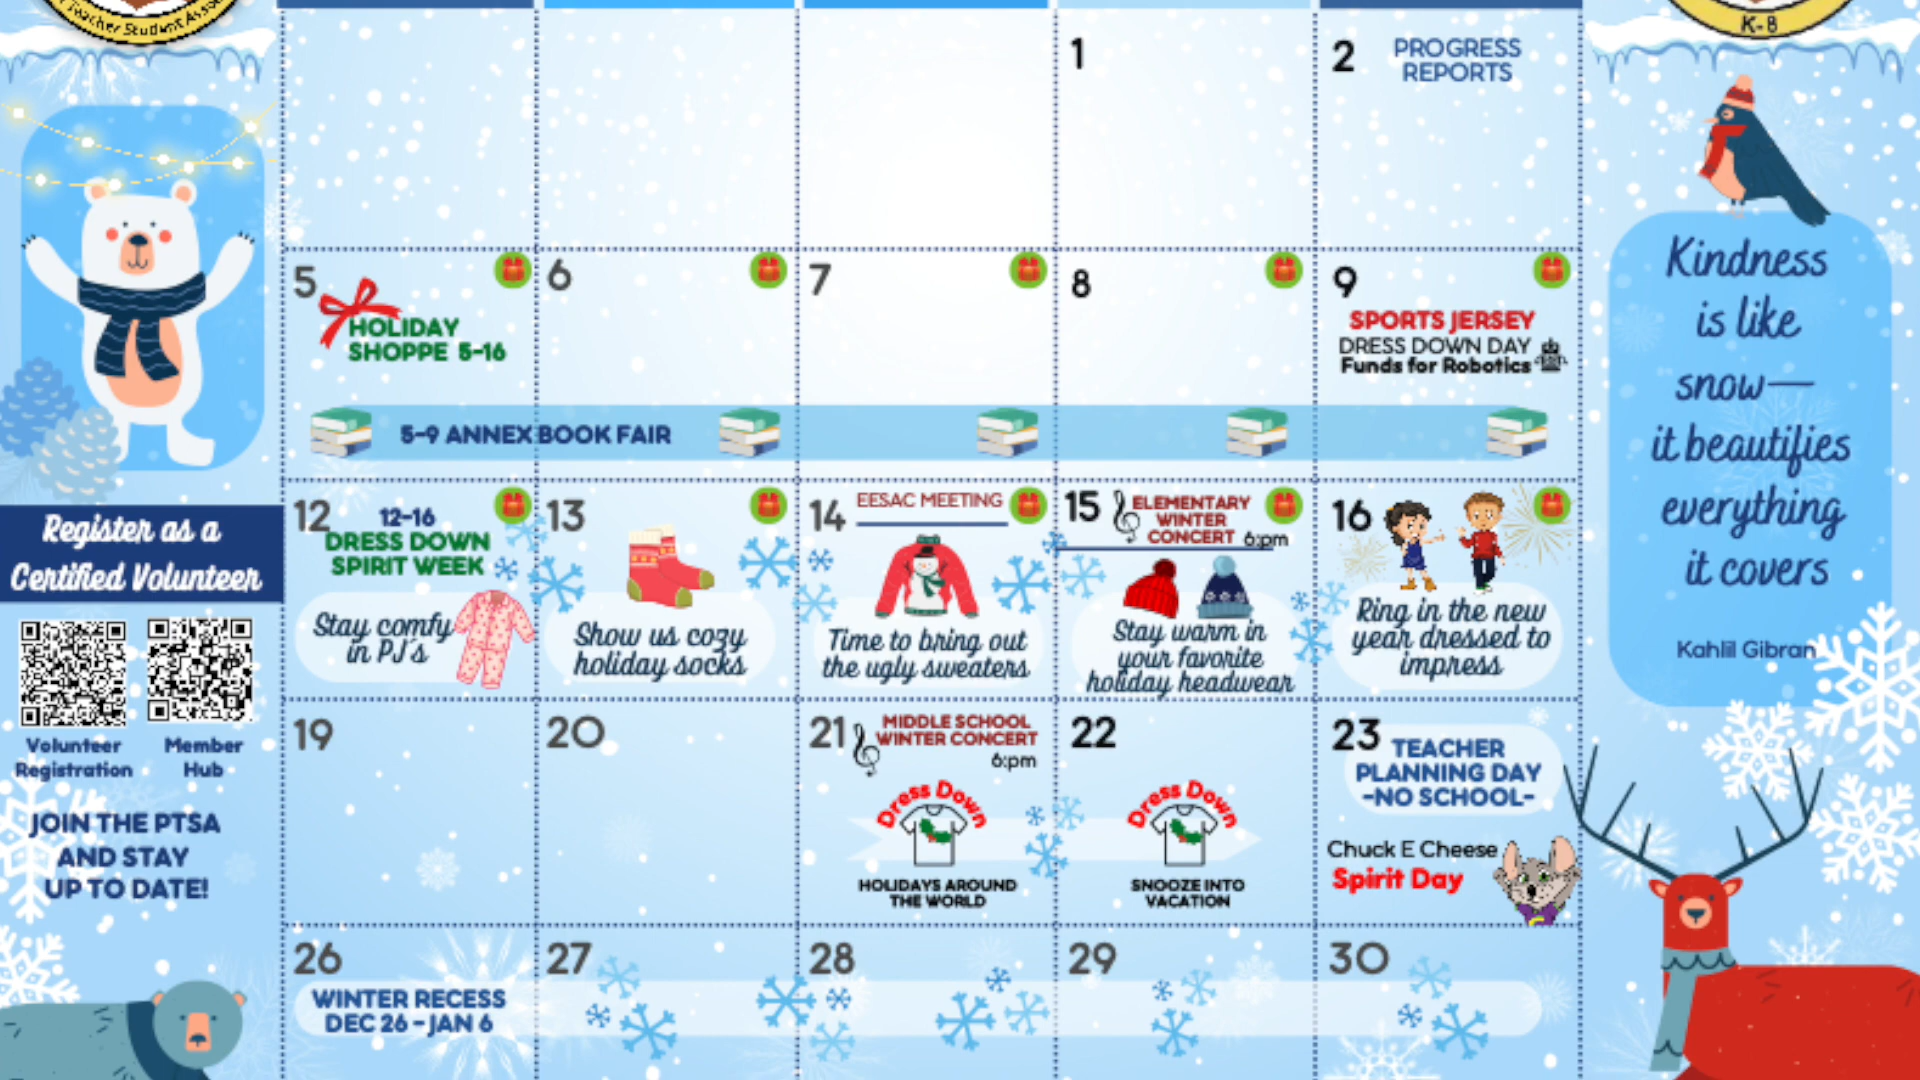 Teacher Student Asso
K-8
1
2
PROGRESS
REPORTS
5
HOLIDAY
SHOPPE 5-16
6
7
8
9
SPORTS JERSEY
DRESS DOWN DAY
Funds for Robotics
5-9 ANNEX BOOK FAIR
12
12-16
DRESS DOWN
SPIRIT WEEK
Stay comfy
in PJ's
13
Show us cozy
holiday socks
14
EESAC MEETING
Time to bring out
the ugly sweaters
15
ELEMENTARY
WINTER
CONCERT 6:pm
Stay warm in
your favorite
holiday headwear
16
Ring in the new
year dressed to
impress
19
20
21
MIDDLE SCHOOL
WINTER CONCERT
6:pm
Dress Down
HOLIDAYS AROUND
THE WORLD
22
Dress Down
SNOOZE INTO
VACATION
23
TEACHER
PLANNING DAY
-NO SCHOOL-
Chuck E Cheese
Spirit Day
26
WINTER RECESS
DEC 26 - JAN 6
27
28
29
30
Register as a
Certified Volunteer
Volunteer
Registration
Member
Hub
JOIN THE PTSA
AND STAY
UP TO DATE!
Kindness
is like
snow—
it beautifies
everything
it covers
Kahlil Gibran